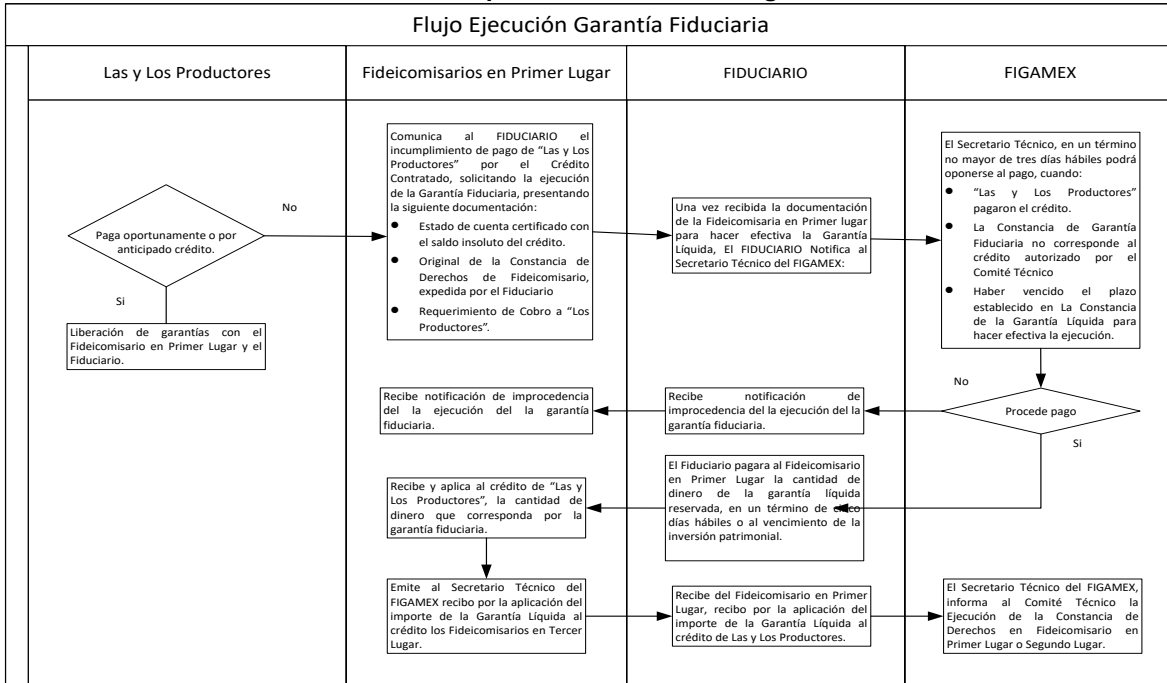 Flujo Ejecución Garantía Fiduciaria
Las y Los Productores
Fideicomisarios en Primer Lugar
FIDUCIARIO
FIGAMEX
Paga oportunamente o por
anticipado crédito.
No
Si
Liberación de garantías con el
Fideicomisario en Primer Lugar y el
Fiduciario.
Comunica al FIDUCIARIO el
incumplimiento de pago de "Las y Los
Productores" por el Crédito
Contratado, solicitando la ejecución
de la Garantía Fiduciaria, presentando
la siguiente documentación:
● Estado de cuenta certificado con
el saldo insoluto del crédito.
● Original de la Constancia de
Derechos de Fideicomisario,
expedida por el Fiduciario
● Requerimiento de Cobro a "Los
Productores".
Una vez recibida la documentación
de la Fideicomisaria en Primer lugar
para hacer efectiva la Garantía
Líquida, El FIDUCIARIO Notifica al
Secretario Técnico del FIGAMEX:
El Secretario Técnico, en un término
no mayor de tres días hábiles podrá
oponerse al pago, cuando:
● "Las y Los Productores"
pagaron el crédito.
● La Constancia de Garantía
Fiduciaria no corresponde al
crédito autorizado por el
Comité Técnico
● Haber vencido el plazo
establecido en La Constancia
de la Garantía Líquida para
hacer efectiva la ejecución.
No
Procede pago
Si
Recibe notificación de
improcedencia del la ejecución del la
garantía fiduciaria.
Recibe notificación de improcedencia
del la ejecución del la garantía
fiduciaria.
El Fiduciario pagara al Fideicomisario
en Primer Lugar la cantidad de
dinero de la garantía líquida
reservada, en un término de cinco
días hábiles o al vencimiento de la
inversión patrimonial.
Recibe y aplica al crédito de "Las y
Los Productores", la cantidad de
dinero que corresponda por la
garantía fiduciaria.
Emite al Secretario Técnico del
FIGAMEX recibo por la aplicación del
importe de la Garantía Líquida al
crédito los Fideicomisarios en Tercer
Lugar.
Recibe del Fideicomisario en Primer
Lugar, recibo por la aplicación del
importe de la Garantía Líquida al
crédito de Las y Los Productores.
El Secretario Técnico del FIGAMEX,
informa al Comité Técnico la
Ejecución de la Constancia de
Derechos en Fideicomisario en
Primer Lugar o Segundo Lugar.